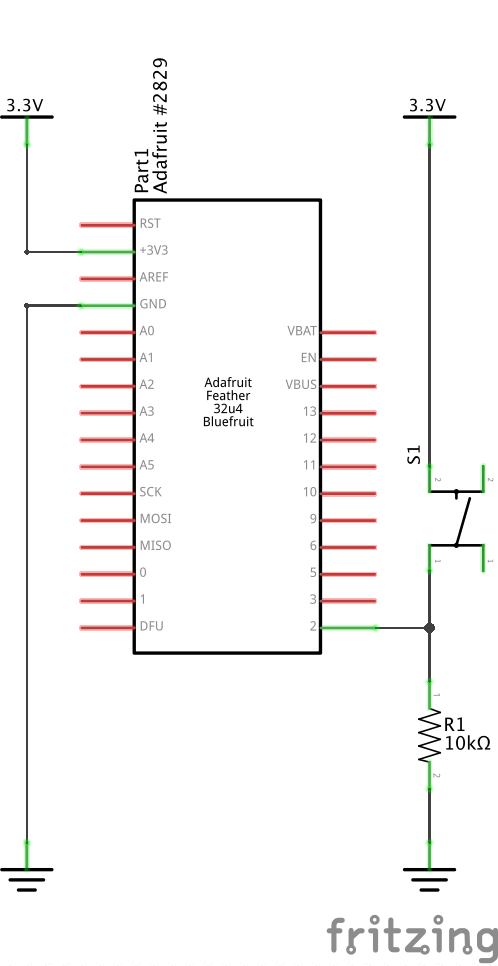 3.3V
3.3V
Part1
Adafruit #2829
RST
+3V3
AREF
GND
A0
A1
A2
A3
A4
A5
SCK
MOSI
MISO
0
1
DFU
Adafruit
Feather
32u4
Bluefruit
VBAT
EN
VBUS
13
12
11
10
9
6
5
3
2
S1
2
2
1
1
1
R1
10kΩ
2
fritzing